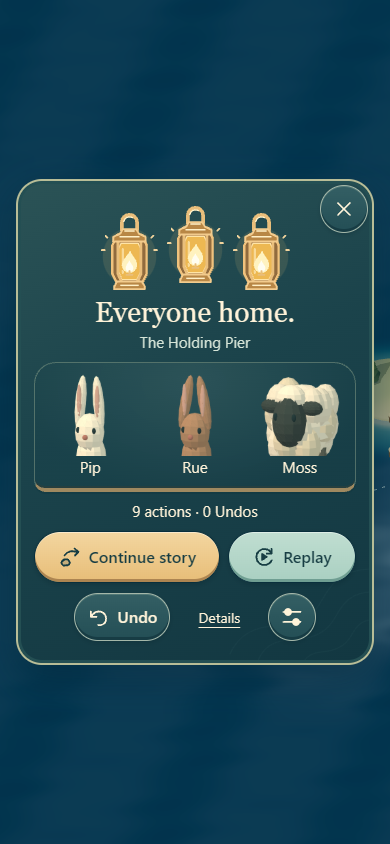 Everyone home.
The Holding Pier
Pip
Rue
Moss
9 actions · 0 Undos
Continue story
Replay
Undo
Details